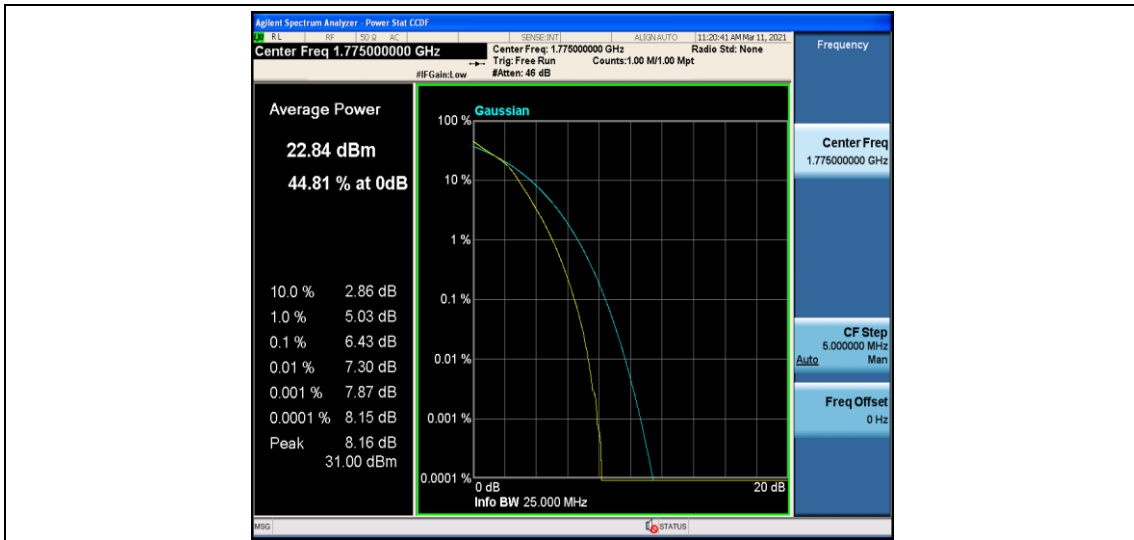 Agilent Spectrum Analyzer - Power Stat CCDF
RL RF 50 Ω AC SENSE:INT ALIGN AUTO 11:20:41 AM Mar 11, 2021
Center Freq 1.775000000 GHz
Center Freq: 1.775000000 GHz Radio Std: None
Trig: Free Run Counts:1.00 M/1.00 Mpt
#IFGain:Low #Atten: 46 dB
Frequency
Average Power
22.84 dBm
44.81 % at 0dB
10.0 % 2.86 dB
1.0 % 5.03 dB
0.1 % 6.43 dB
0.01 % 7.30 dB
0.001 % 7.87 dB
0.0001 % 8.15 dB
Peak 8.16 dB
31.00 dBm
Gaussian
100 %
10 %
1 %
0.1 %
0.01 %
0.001 %
0.0001 %
0 dB 20 dB
Info BW 25.000 MHz
Center Freq
1.775000000 GHz
CF Step
5.000000 MHz
Auto Man
Freq Offset
0 Hz
MSG STATUS